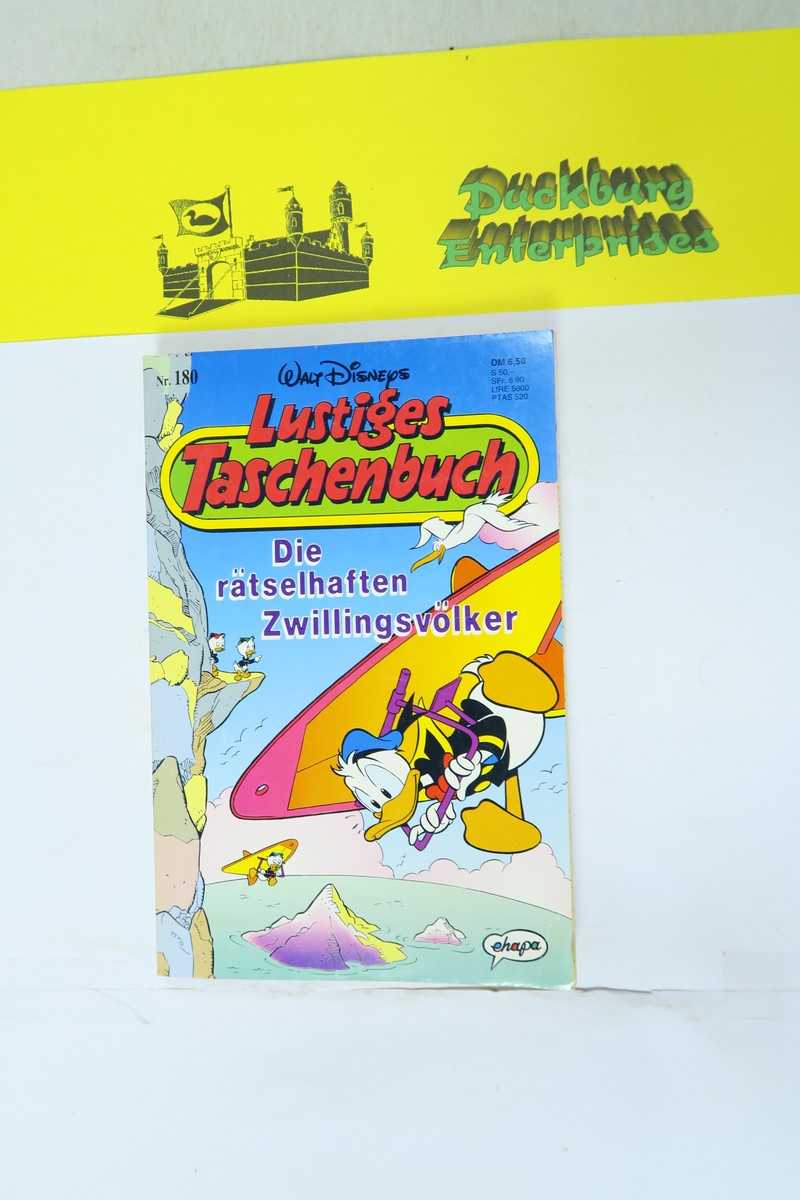 Duckburg
Enterprises
Nr. 180
Walt Disneys
DM 6,50
S 50,-
SFr. 6.90
LIRE 5800
PTAS 520
Lustiges
Taschenbuch
Die
rätselhaften
Zwillingsvölker
ehapa